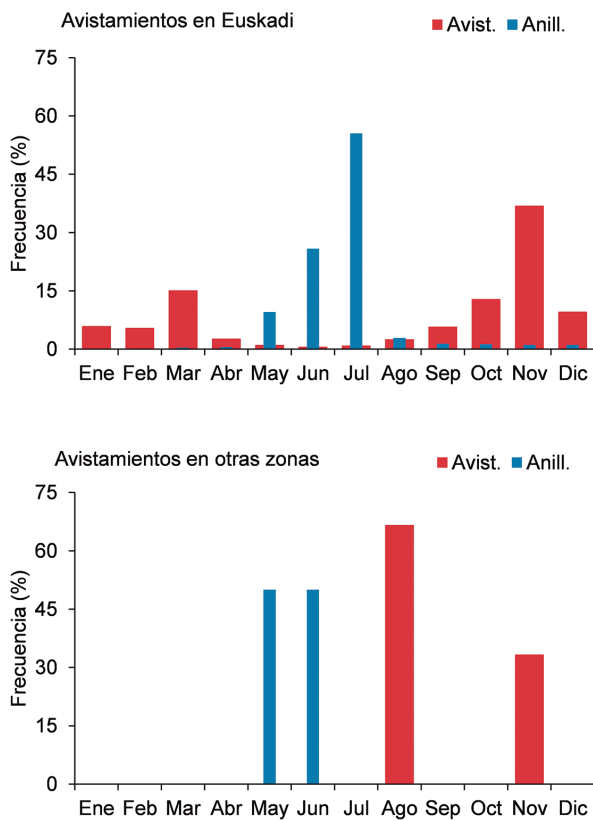 Avistamientos en Euskadi
Avist. Anill.
Frecuencia (%)
75
60
45
30
15
0
Ene Feb Mar Abr May Jun Jul Ago Sep Oct Nov Dic
Avistamientos en otras zonas
Avist. Anill.
Frecuencia (%)
75
60
45
30
15
0
Ene Feb Mar Abr May Jun Jul Ago Sep Oct Nov Dic